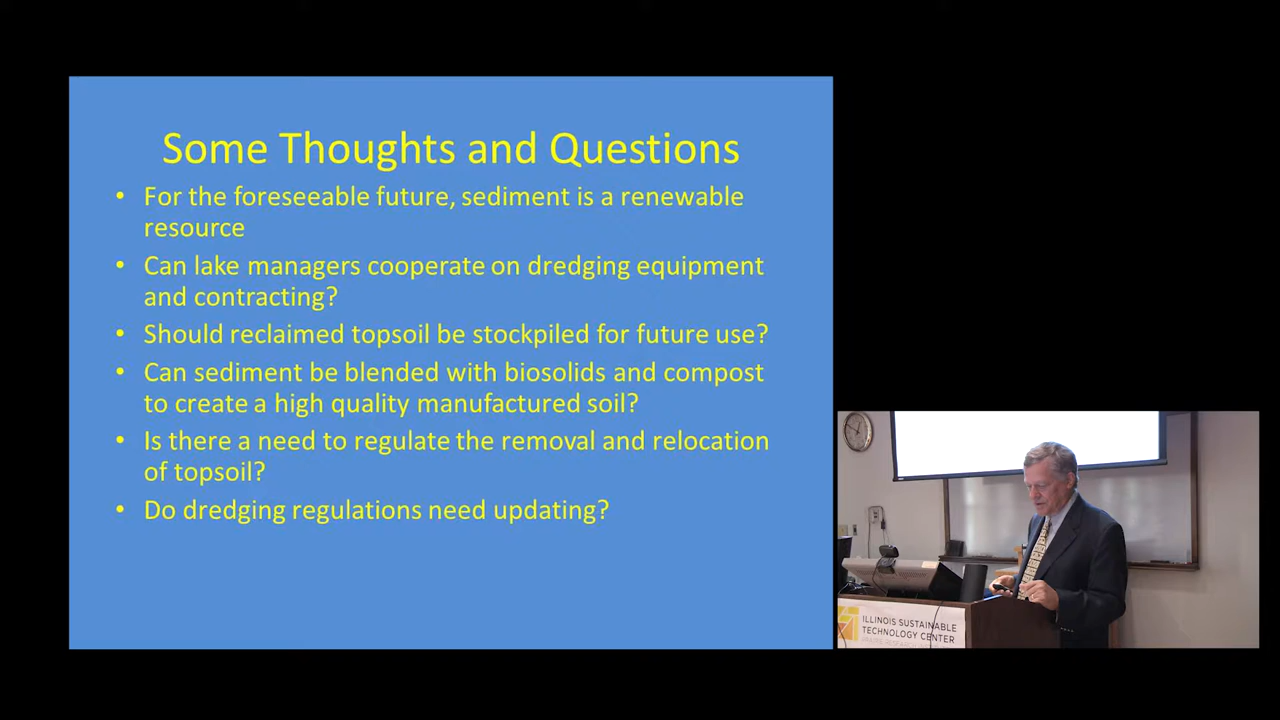 Some Thoughts and Questions
• For the foreseeable future, sediment is a renewable
resource
• Can lake managers cooperate on dredging equipment
and contracting?
• Should reclaimed topsoil be stockpiled for future use?
• Can sediment be blended with biosolids and compost
to create a high quality manufactured soil?
• Is there a need to regulate the removal and relocation
of topsoil?
• Do dredging regulations need updating?
ILLINOIS SUSTAINABLE
TECHNOLOGY CENTER